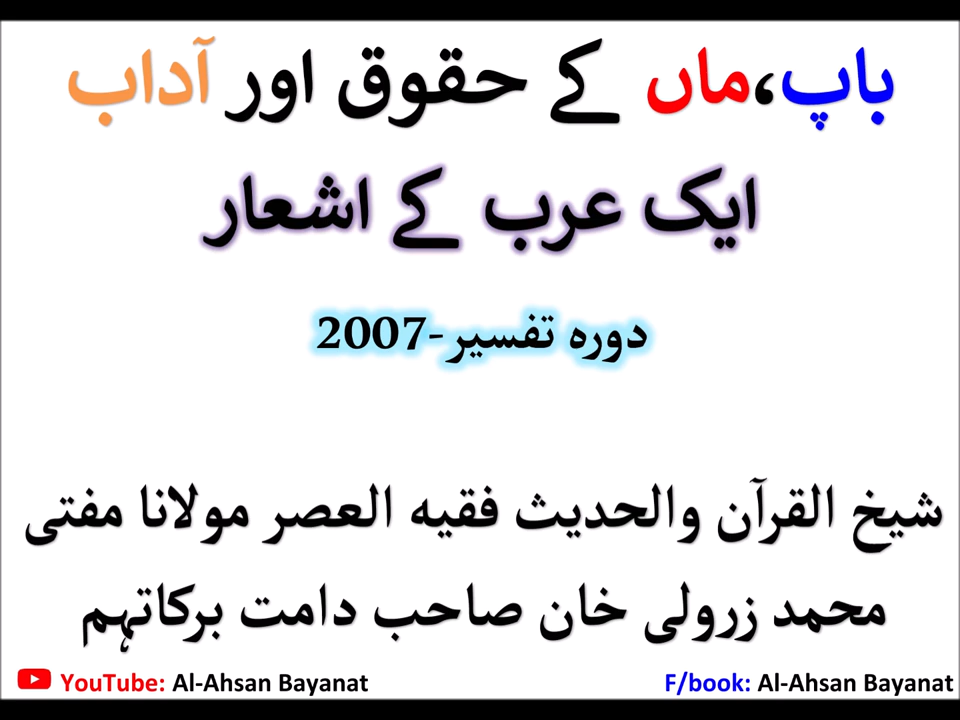 باپ،ماں کے حقوق اور آداب
ایک عرب کے اشعار
دورہ تفسیر-2007
شیخ القرآن والحدیث فقیہ العصر مولانا مفتی
محمد زرولی خان صاحب دامت برکاتہم
YouTube: Al-Ahsan Bayanat F/book: Al-Ahsan Bayanat